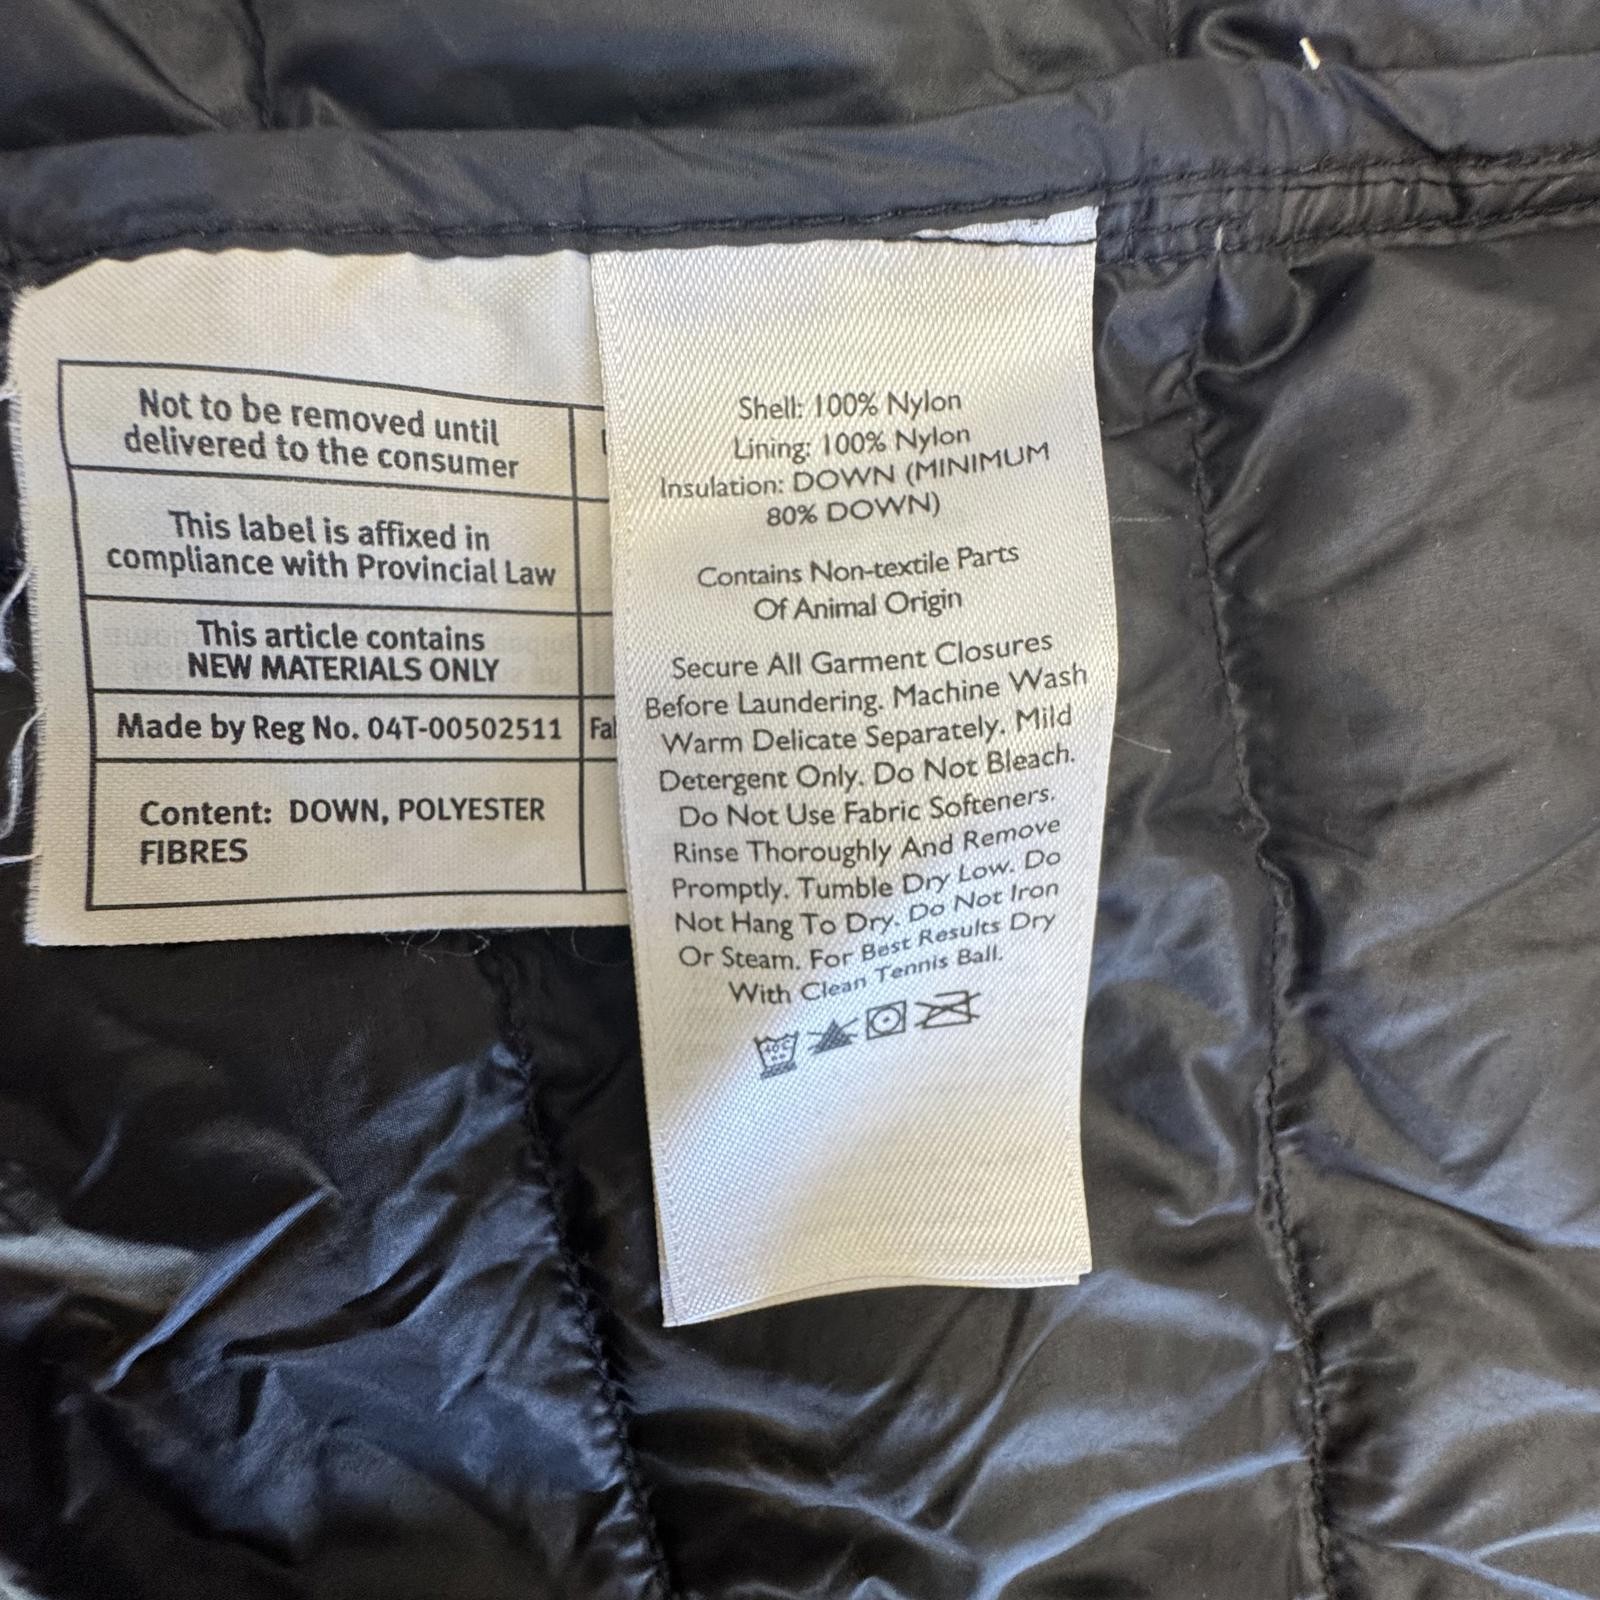 Not to be removed until
delivered to the consumer
This label is affixed in
compliance with Provincial Law
This article contains
NEW MATERIALS ONLY
Made by Reg No. 04T-00502511
Content: DOWN, POLYESTER
FIBRES
Shell: 100% Nylon
Lining: 100% Nylon
Insulation: DOWN (MINIMUM
80% DOWN)
Contains Non-textile Parts
Of Animal Origin
Secure All Garment Closures
Before Laundering. Machine Wash
Warm Delicate Separately. Mild
Detergent Only. Do Not Bleach.
Do Not Use Fabric Softeners.
Rinse Thoroughly And Remove
Promptly. Tumble Dry Low. Do
Not Hang To Dry. Do Not Iron
Or Steam. For Best Results Dry
With Clean Tennis Ball.
40°C